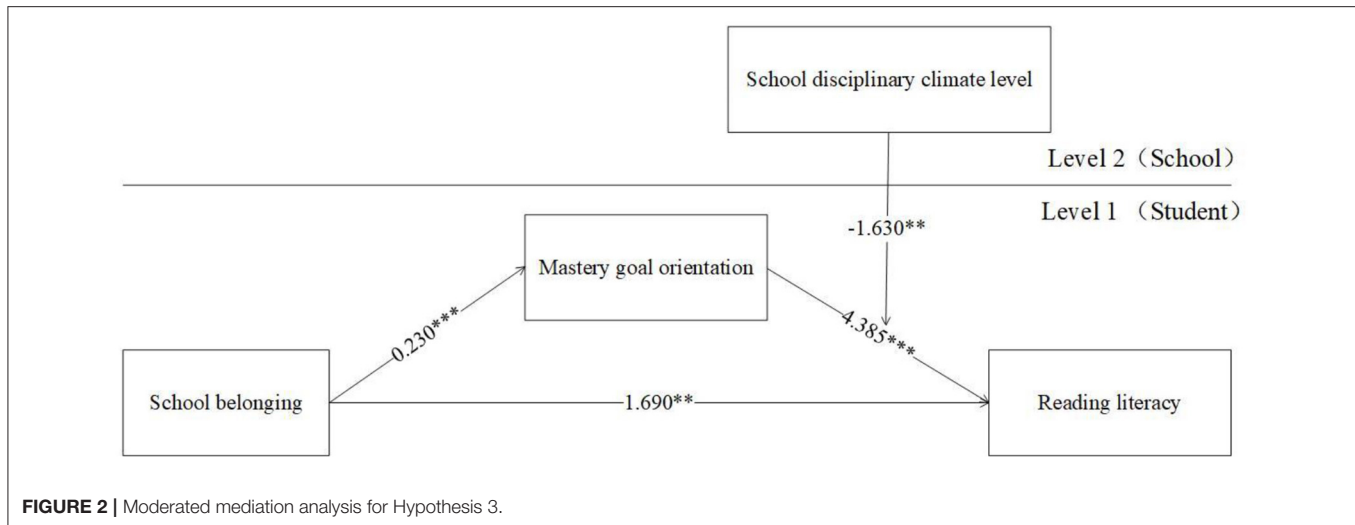 School disciplinary climate level
Level 2（School）
Level 1 （Student）
-1.630**
Mastery goal orientation
0.230***
4.385***
School belonging
1.690**
Reading literacy
FIGURE 2 | Moderated mediation analysis for Hypothesis 3.